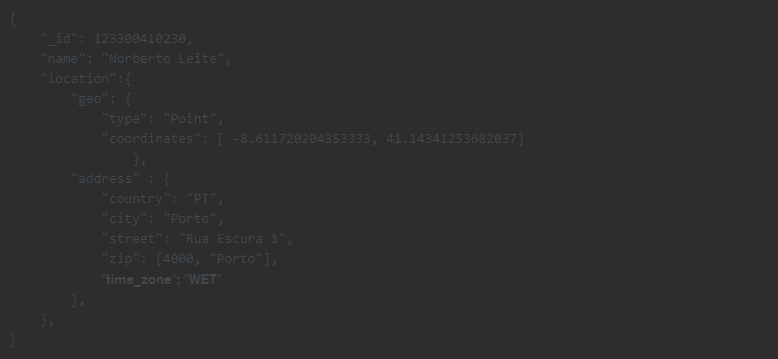 {
"_id": 123300410230,
"name": "Norberto Leite",
"location":{
"geo": {
"type": "Point",
"coordinates": [ -8.611720204353333, 41.14341253682037]
},
"address" : {
"country": "PT",
"city": "Porto",
"street": "Rua Escura 1",
"zip": [4000, "Porto"],
"time_zone": "WET"
},
},
}